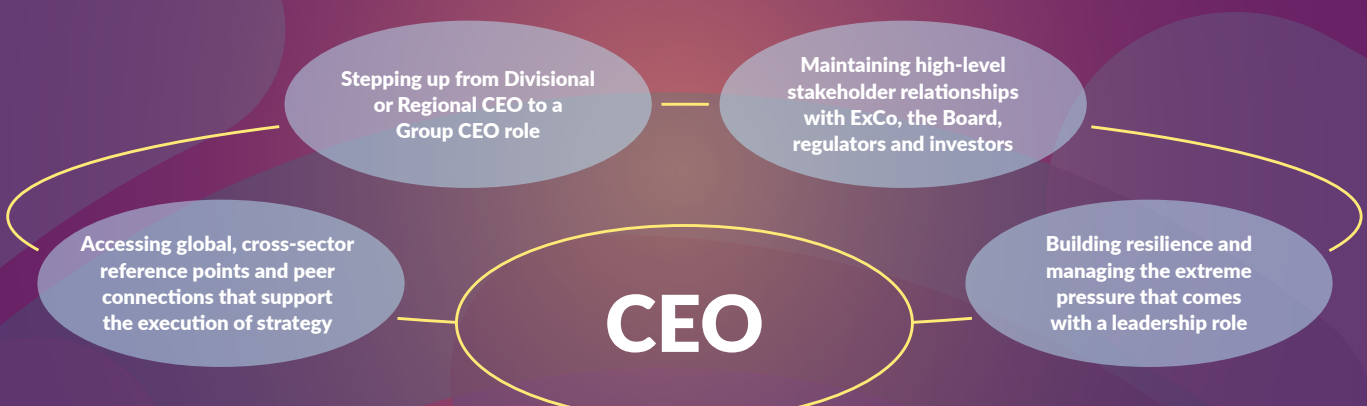 Stepping up from Divisional
or Regional CEO to a
Group CEO role
Maintaining high-level
stakeholder relationships
with ExCo, the Board,
regulators and investors
Accessing global, cross-sector
reference points and peer
connections that support
the execution of strategy
CEO
Building resilience and
managing the extreme
pressure that comes
with a leadership role